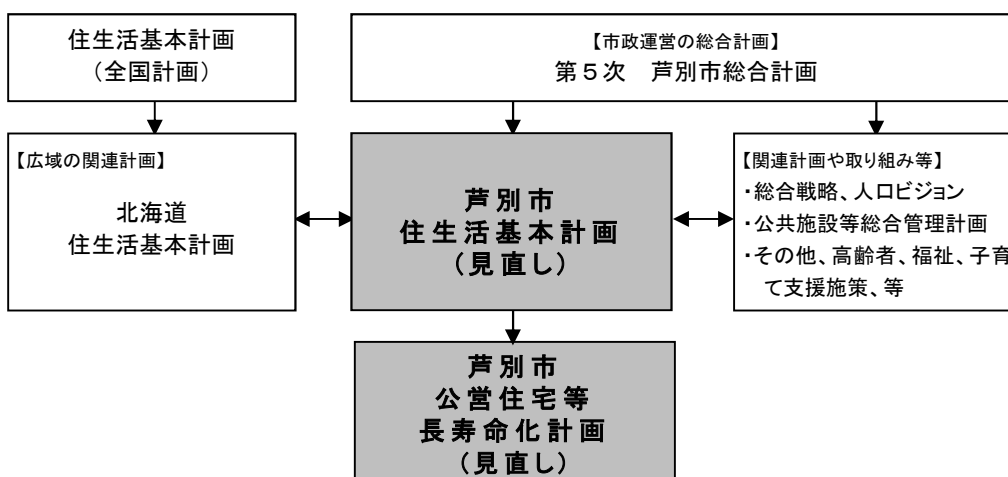 住生活基本計画
（全国計画）
【市政運営の総合計画】
第５次　芦別市総合計画
【広域の関連計画】
北海道
住生活基本計画
芦別市
住生活基本計画
（見直し）
【関連計画や取り組み等】
・総合戦略、人口ビジョン
・公共施設等総合管理計画
・その他、高齢者、福祉、子育
て支援施策、等
芦別市
公営住宅等
長寿命化計画
（見直し）